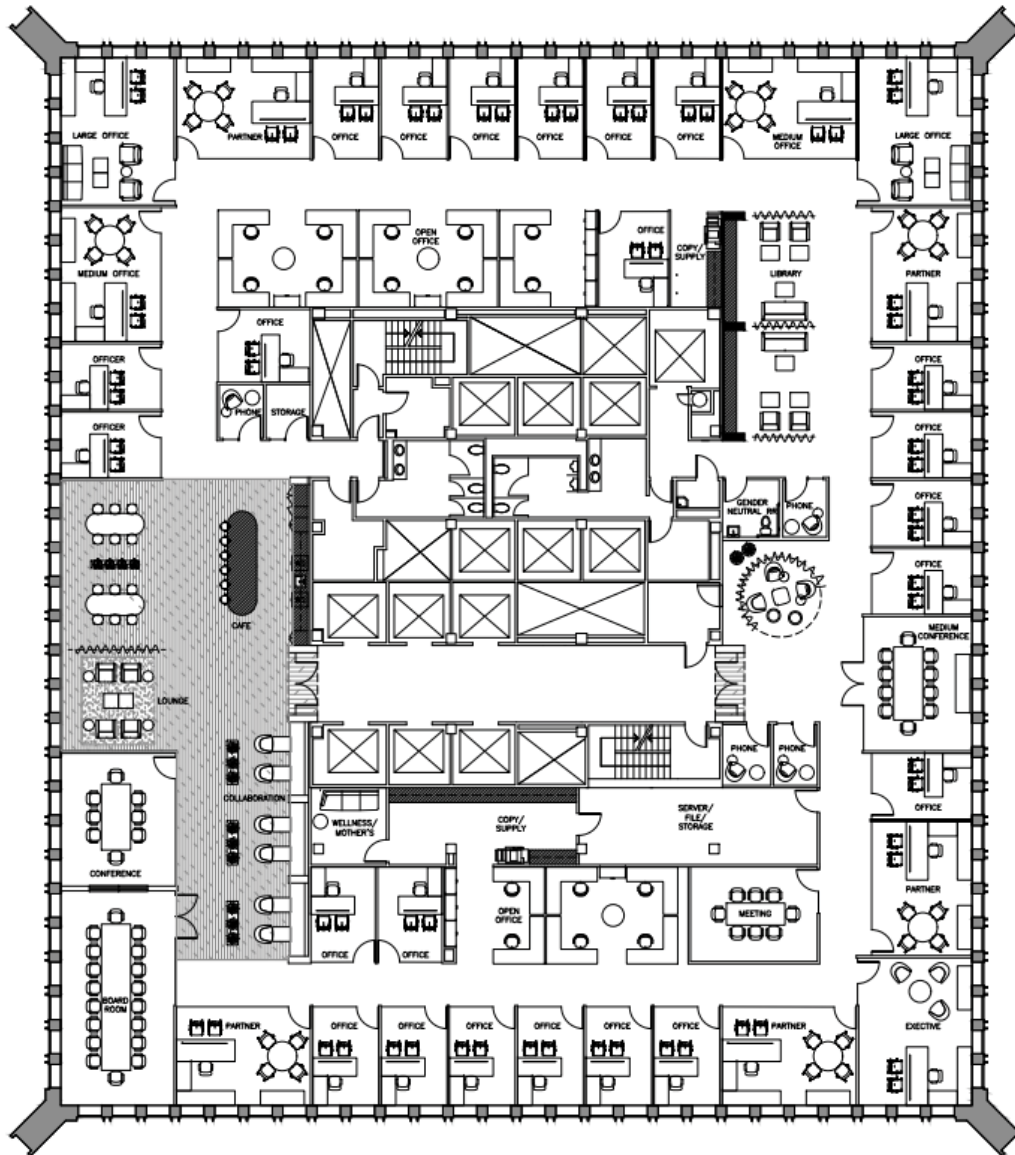 LARGE OFFICE
PARTNER
OFFICE
OFFICE
OFFICE
OFFICE
OFFICE
OFFICE
MEDIUM
OFFICE
LARGE OFFICE
MEDIUM OFFICE
OPEN
OFFICE
OFFICE
COPY/
SUPPLY
LIBRARY
PARTNER
OFFICE
OFFICER
OFFICE
PHONE
STORAGE
OFFICER
OFFICE
GENDER
NEUTRAL RR
PHONE
OFFICE
OFFICE
CAFE
MEDIUM
CONFERENCE
LOUNGE
PHONE
PHONE
COLLABORATION
OFFICE
WELLNESS/
MOTHER'S
COPY/
SUPPLY
SERVER/
FILE/
STORAGE
CONFERENCE
PARTNER
OPEN
OFFICE
MEETING
OFFICE
OFFICE
BOARD
ROOM
PARTNER
OFFICE
OFFICE
OFFICE
OFFICE
OFFICE
OFFICE
PARTNER
EXECTIVE